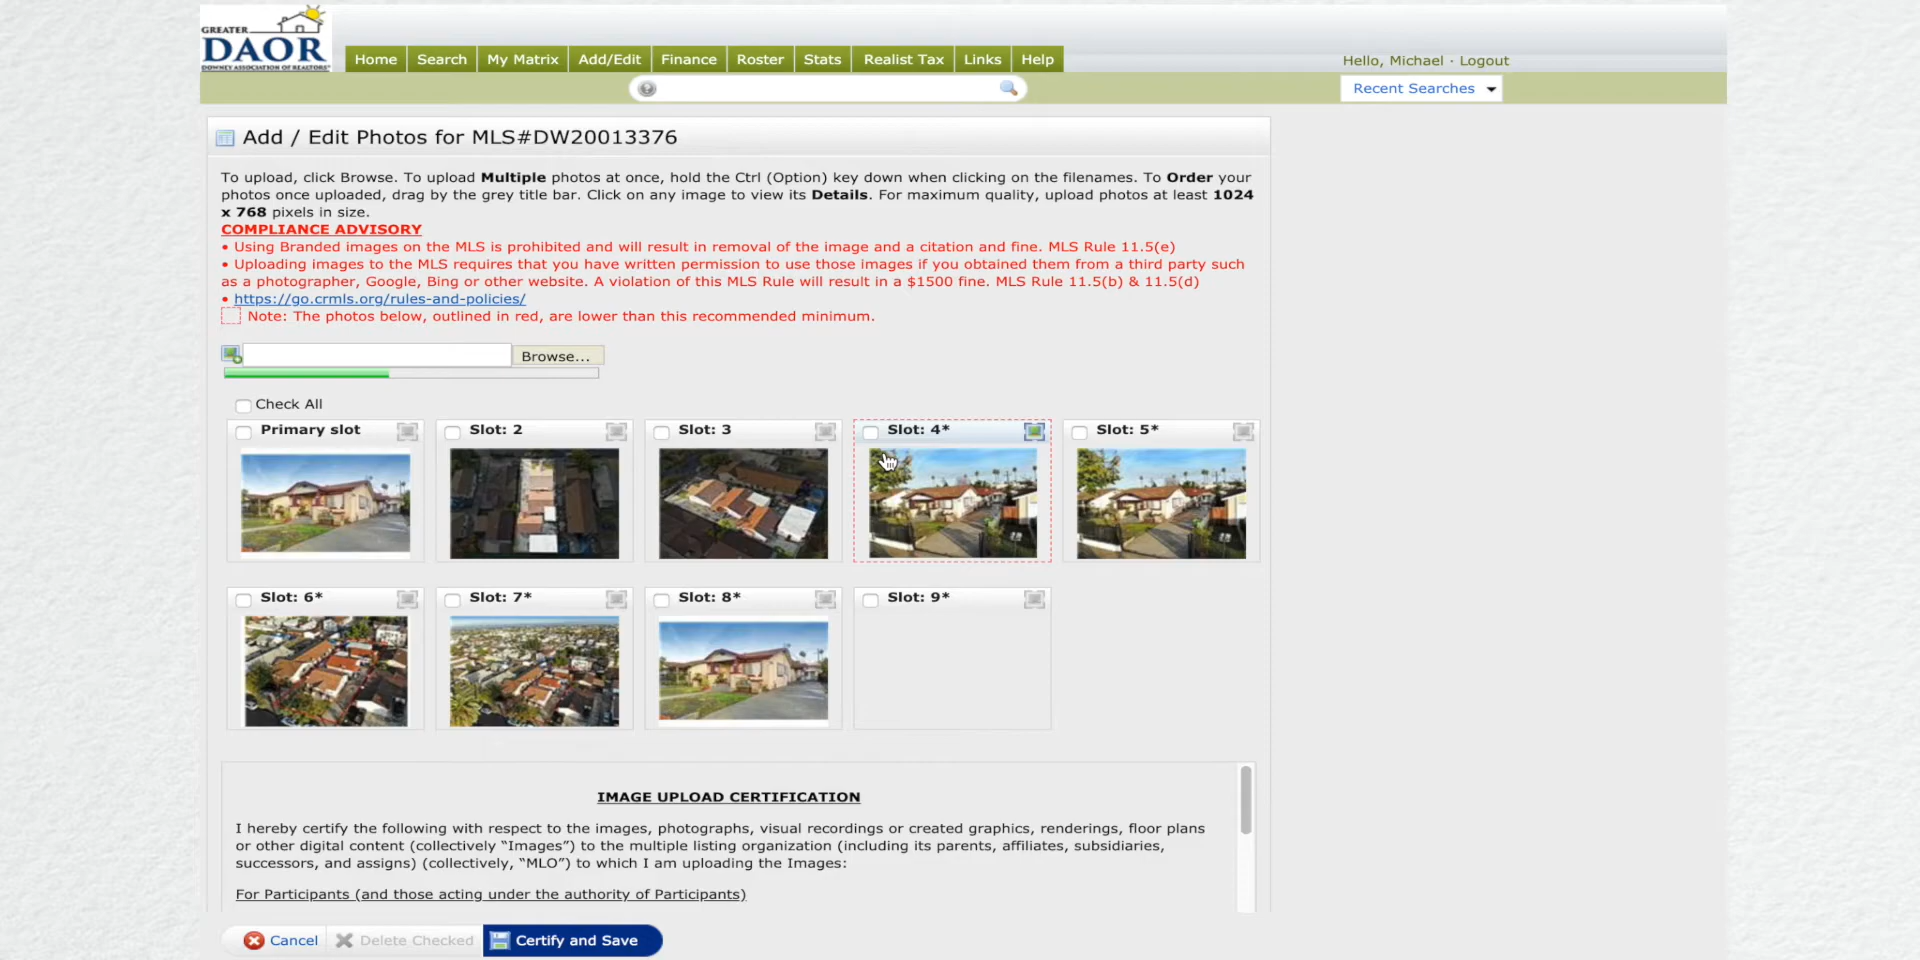 GREATER
DAOR
DOWNEY ASSOCIATION OF REALTORS®
Home Search My Matrix Add/Edit Finance Roster Stats Realist Tax Links Help
Hello, Michael · Logout
Recent Searches
Add / Edit Photos for MLS#DW20013376
To upload, click Browse. To upload Multiple photos at once, hold the Ctrl (Option) key down when clicking on the filenames. To Order your
photos once uploaded, drag by the grey title bar. Click on any image to view its Details. For maximum quality, upload photos at least 1024
x 768 pixels in size.
COMPLIANCE ADVISORY
• Using Branded images on the MLS is prohibited and will result in removal of the image and a citation and fine. MLS Rule 11.5(e)
• Uploading images to the MLS requires that you have written permission to use those images if you obtained them from a third party such
as a photographer, Google, Bing or other website. A violation of this MLS Rule will result in a $1500 fine. MLS Rule 11.5(b) & 11.5(d)
• https://go.crmls.org/rules-and-policies/
Note: The photos below, outlined in red, are lower than this recommended minimum.
Browse...
Check All
Primary slot Slot: 2 Slot: 3 Slot: 4* Slot: 5*
Slot: 6* Slot: 7* Slot: 8* Slot: 9*
IMAGE UPLOAD CERTIFICATION
I hereby certify the following with respect to the images, photographs, visual recordings or created graphics, renderings, floor plans
or other digital content (collectively “Images”) to the multiple listing organization (including its parents, affiliates, subsidiaries,
successors, and assigns) (collectively, “MLO”) to which I am uploading the Images:
For Participants (and those acting under the authority of Participants)
Cancel Delete Checked Certify and Save